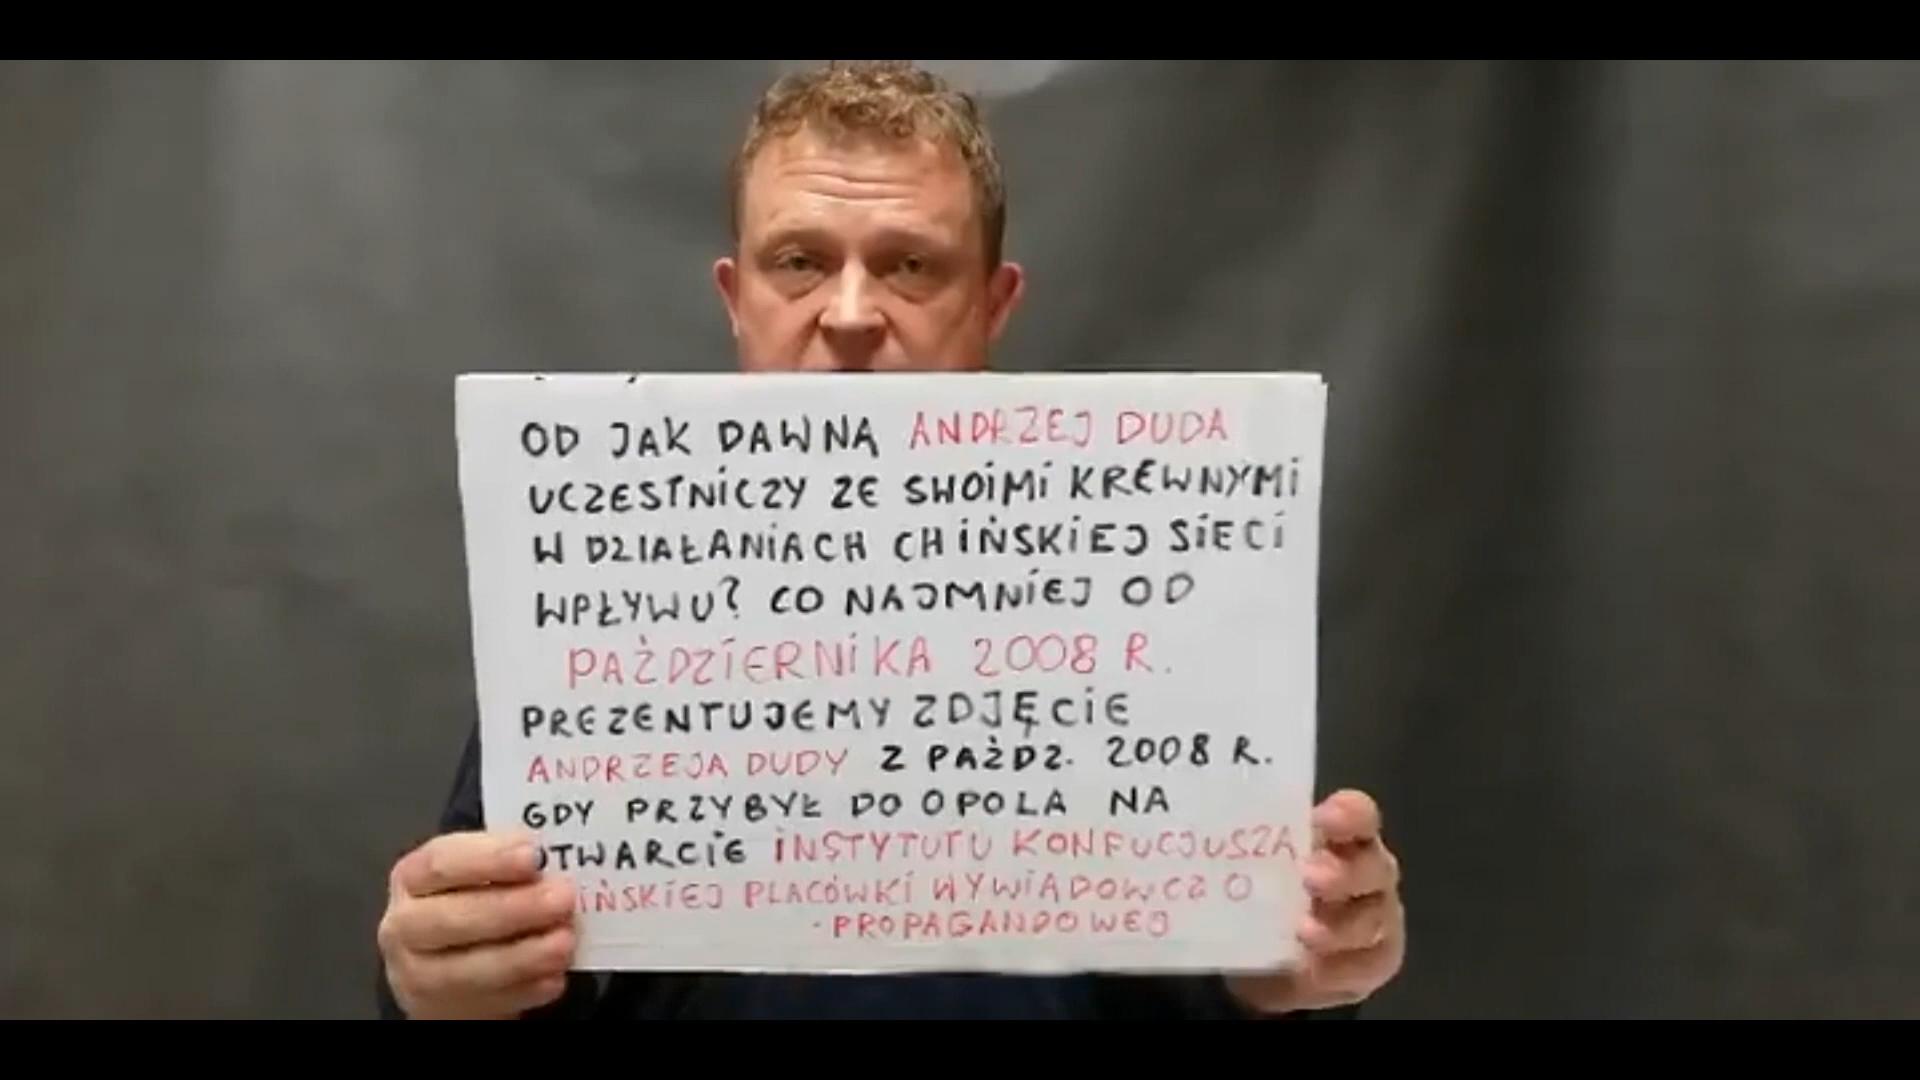 OD JAK DAWNA ANDRZEJ DUDA
UCZESTNICZY ZE SWOIMI KREWNYMI
W DZIAŁANIACH CHIŃSKIEJ SIECI
WPŁYWU? CO NAJMNIEJ OD
PAŹDZIERNIKA 2008 R.
PREZENTUJEMY ZDJĘCIE
ANDRZEJA DUDY Z PAŹDZ. 2008 R.
GDY PRZYBYŁ DO OPOLA NA
OTWARCIE INSTYTUTU KONFUCJUSZA
IŃSKIEJ PLACÓWKI WYWIADOWCZO
-PROPAGANDOWEJ